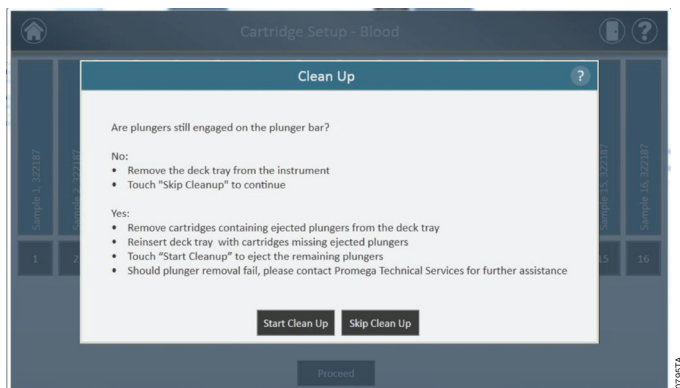 Cartridge Setup - Blood
?
Clean Up
?
Are plungers still engaged on the plunger bar?
No:
• Remove the deck tray from the instrument
• Touch "Skip Cleanup" to continue
Yes:
• Remove cartridges containing ejected plungers from the deck tray
• Reinsert deck tray with cartridges missing ejected plungers
• Touch "Start Cleanup" to eject the remaining plungers
• Should plunger removal fail, please contact Promega Technical Services for further assistance
Start Clean Up Skip Clean Up
Sample 1, 322187
Sample 2, 322187
Sample 15, 322187
Sample 16, 322187
1 2 15 16
Proceed